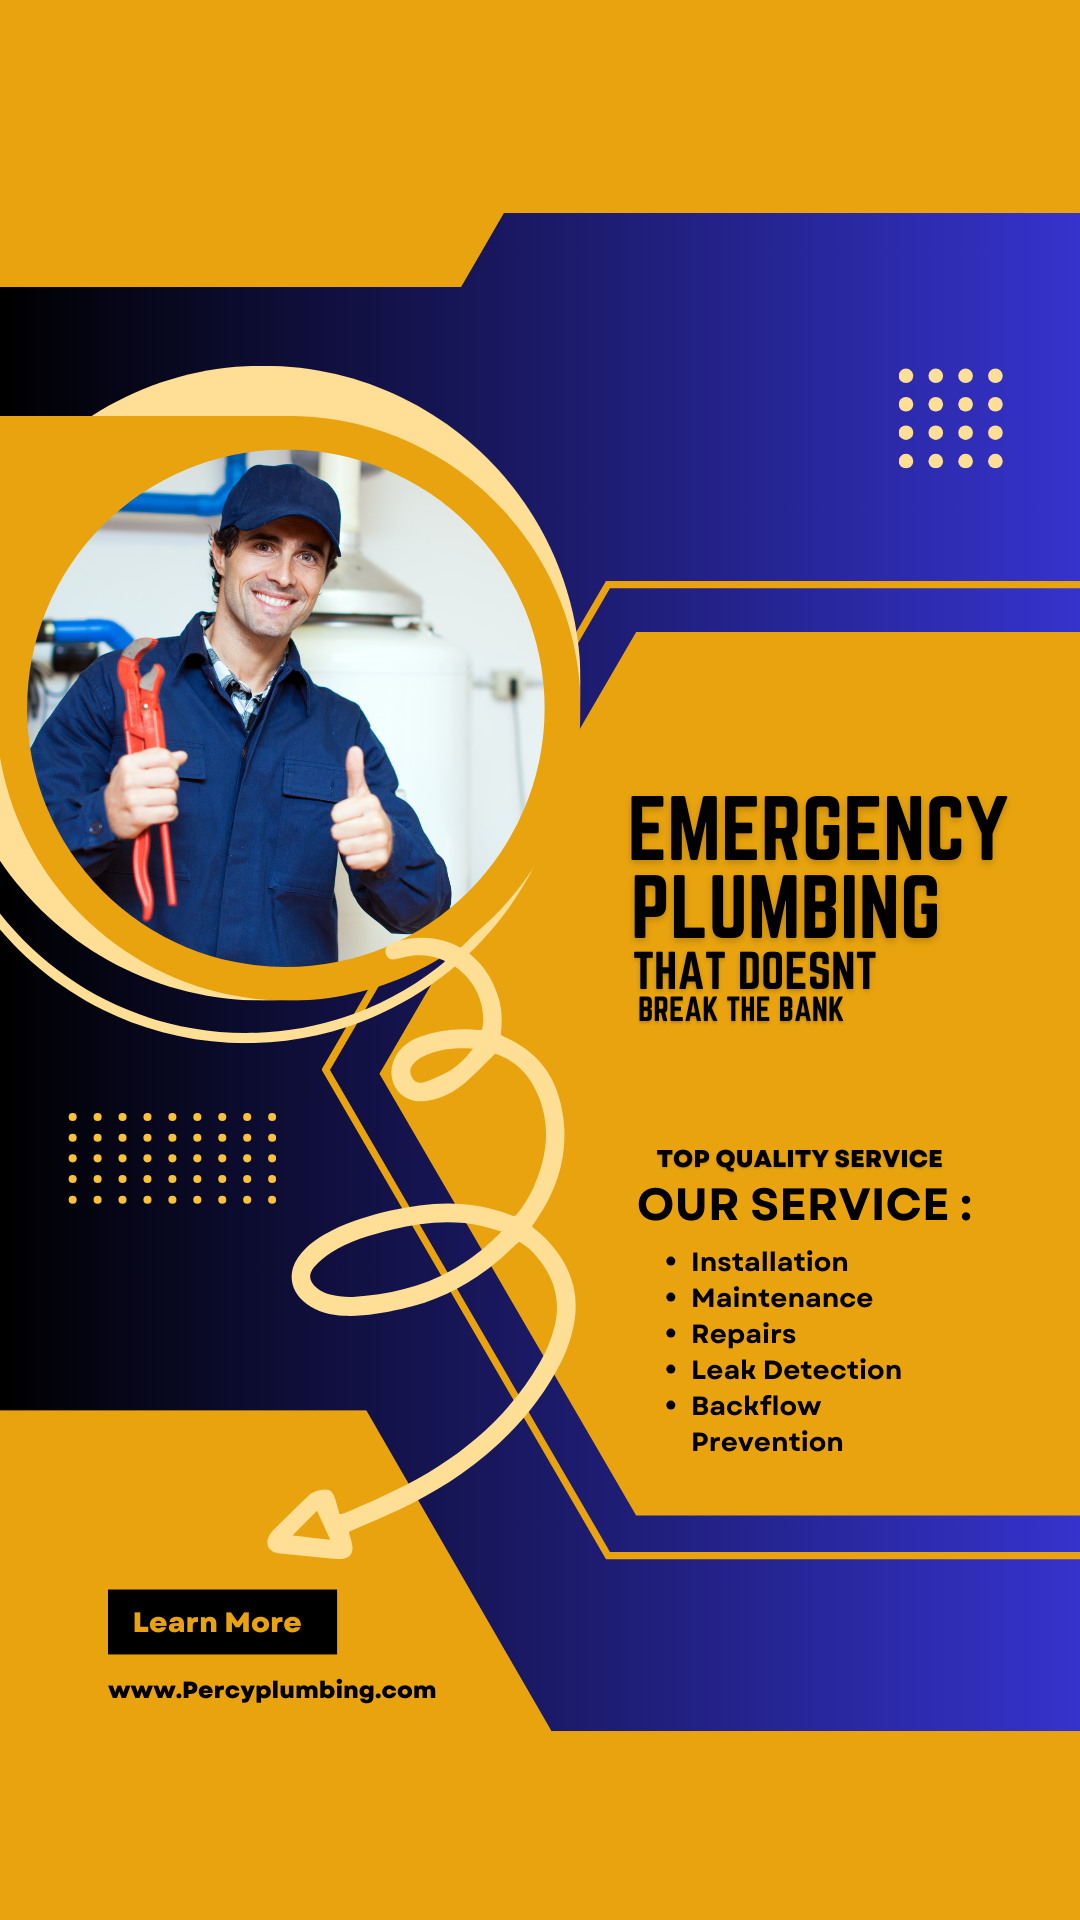 EMERGENCY
PLUMBING
THAT DOESNT
BREAK THE BANK
TOP QUALITY SERVICE
OUR SERVICE :
• Installation
• Maintenance
• Repairs
• Leak Detection
• Backflow
Prevention
Learn More
www.Percyplumbing.com